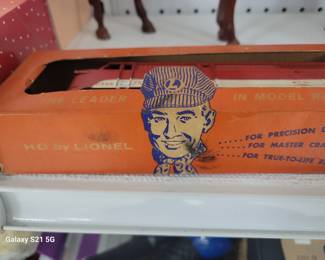 THE LEADER IN MODEL R
HO by LIONEL
...FOR PRECISION
...FOR MASTER CRA
...FOR TRUE-TO-LIFE
L
Galaxy S21 5G